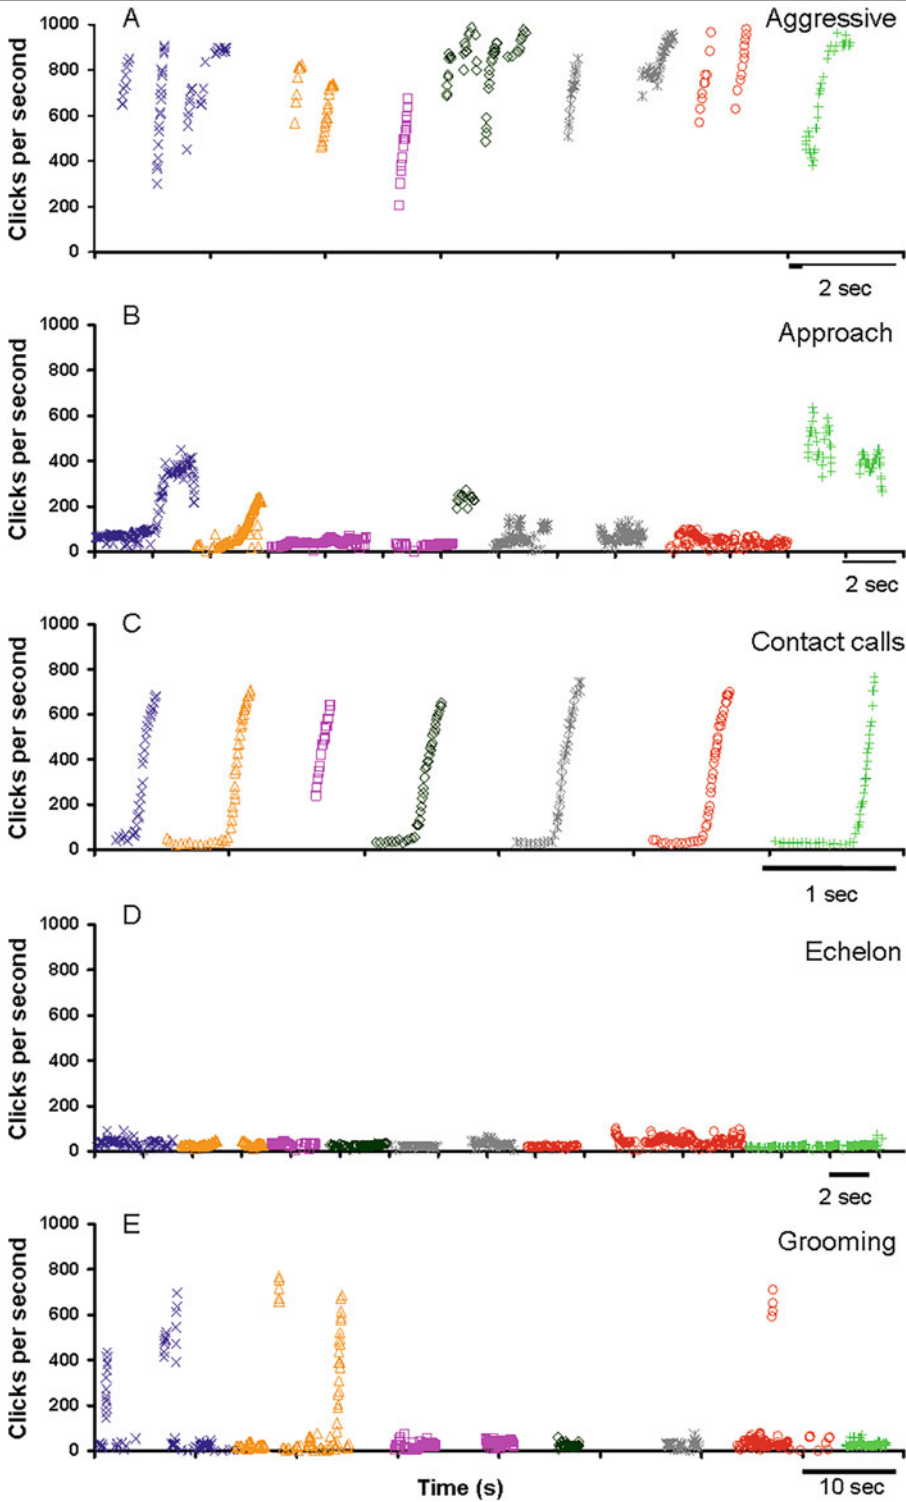 A
Aggressive
Clicks per second
1000
800
600
400
200
0
2 sec
B
Approach
Clicks per second
1000
800
600
400
200
0
2 sec
C
Contact calls
Clicks per second
1000
800
600
400
200
0
1 sec
D
Echelon
Clicks per second
1000
800
600
400
200
0
2 sec
E
Grooming
Clicks per second
1000
800
600
400
200
0
Time (s)
10 sec